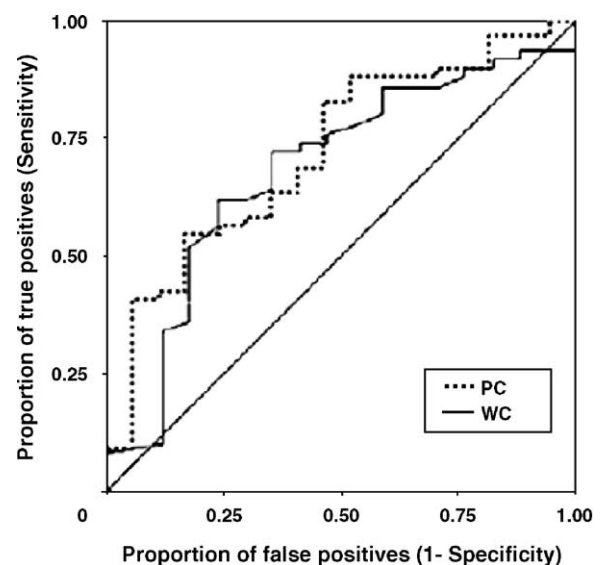 Proportion of true positives (Sensitivity)
1.00
0.75
0.50
0.25
0
0.25
0.50
0.75
1.00
PC
WC
Proportion of false positives (1- Specificity)